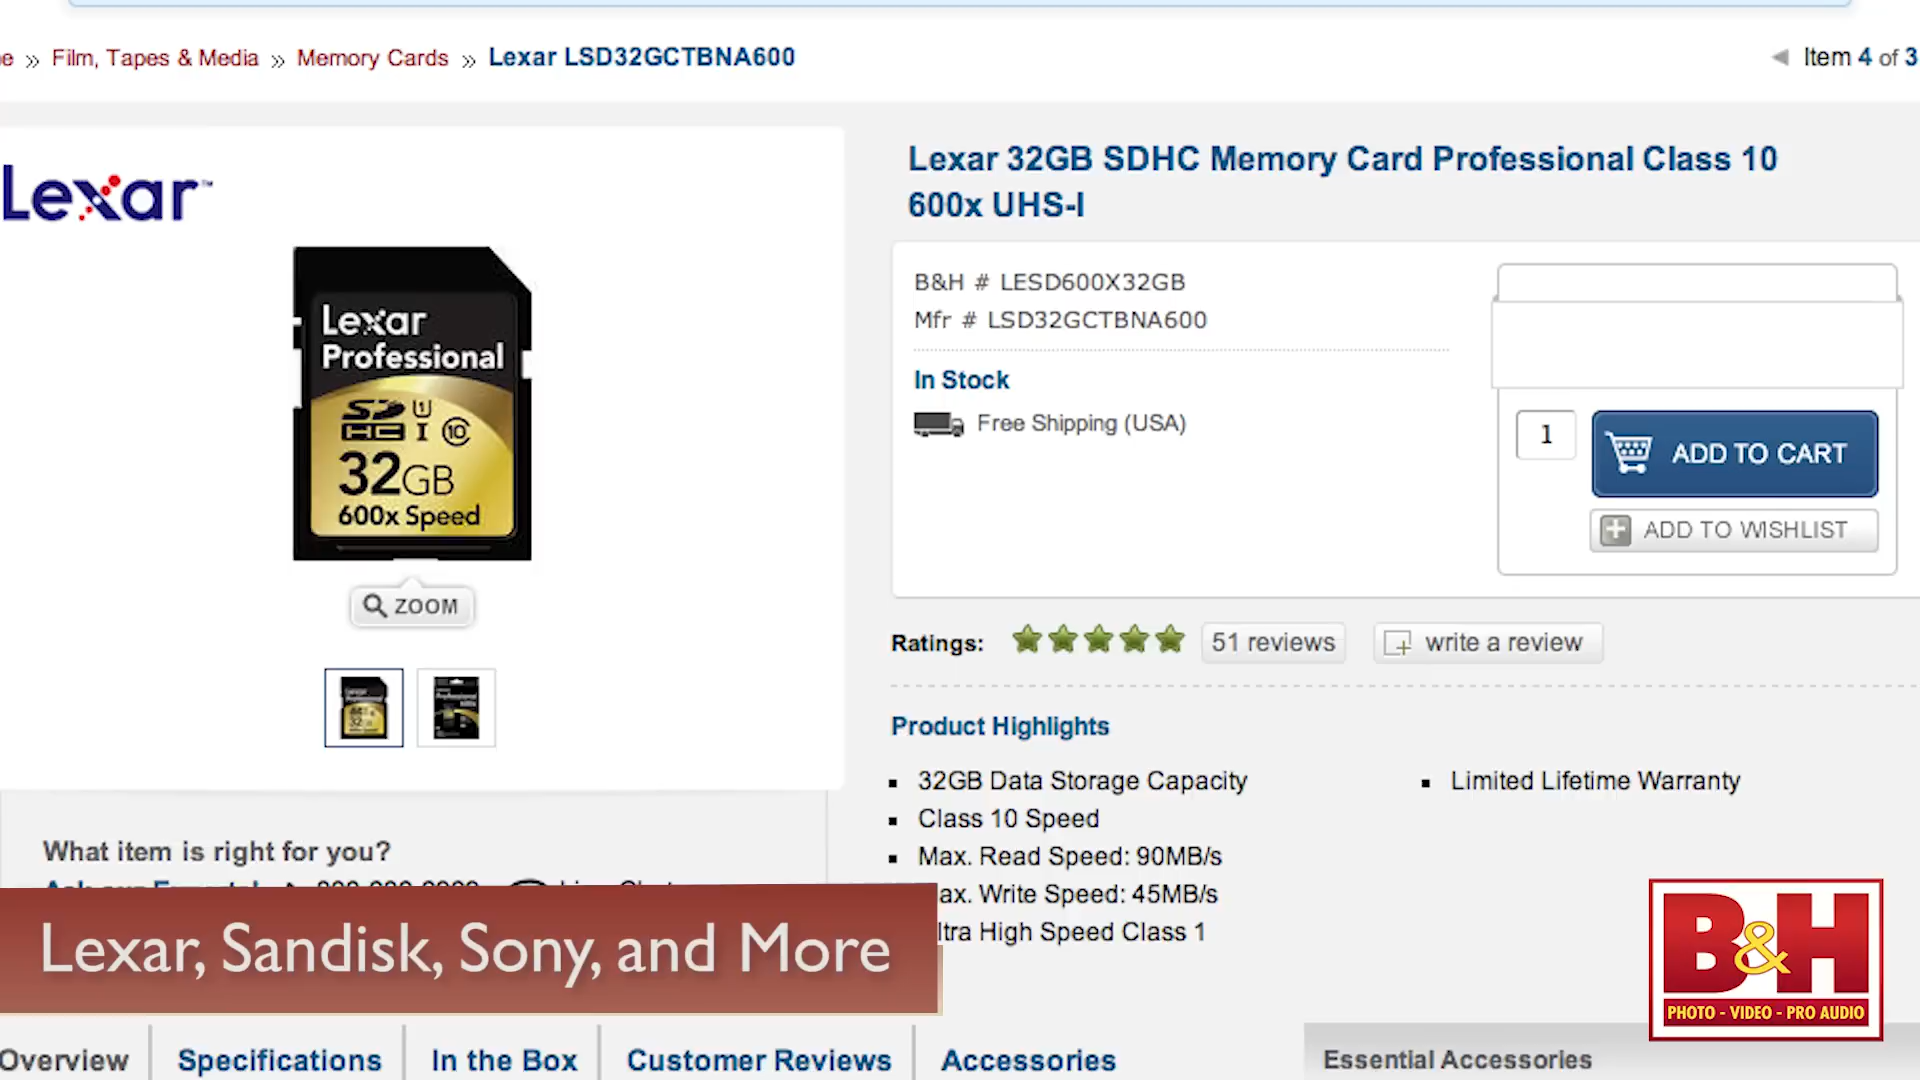 e » Film, Tapes & Media » Memory Cards » Lexar LSD32GCTBNA600
Item 4 of 3
Lexar™
Lexar
Professional
SD HC I U1 10
32GB
600x Speed
ZOOM
Lexar 32GB SDHC Memory Card Professional Class 10
600x UHS-I
B&H # LESD600X32GB
Mfr # LSD32GCTBNA600
In Stock
Free Shipping (USA)
1
ADD TO CART
ADD TO WISHLIST
Ratings: 51 reviews write a review
Product Highlights
▪ 32GB Data Storage Capacity
▪ Class 10 Speed
▪ Max. Read Speed: 90MB/s
ax. Write Speed: 45MB/s
ltra High Speed Class 1
▪ Limited Lifetime Warranty
What item is right for you?
Lexar, Sandisk, Sony, and More
B&H
PHOTO - VIDEO - PRO AUDIO
Overview Specifications In the Box Customer Reviews Accessories
Essential Accessories